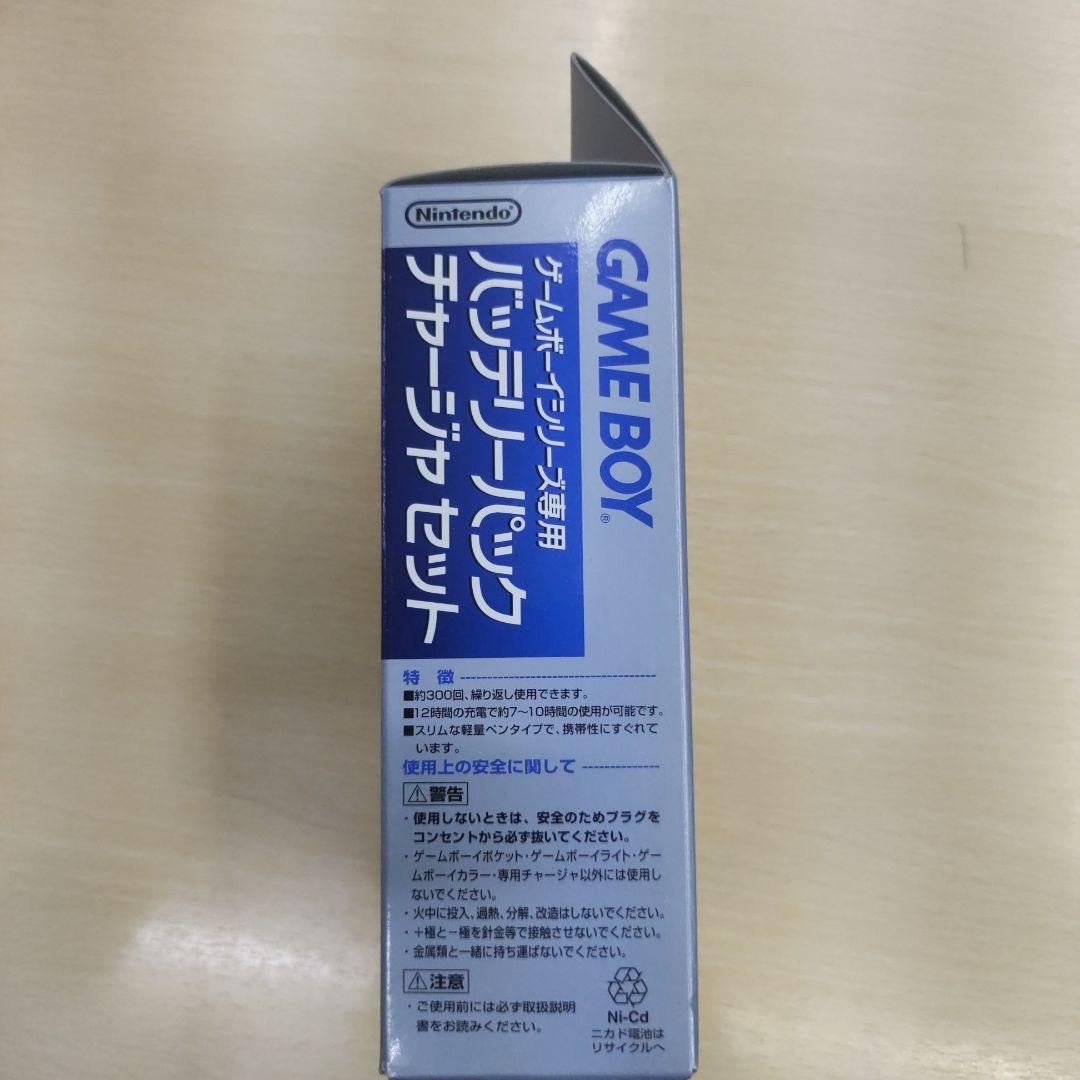 Nintendo®
GAME BOY®
ゲームボーイシリーズ専用
バッテリーパック
チャージャ セット
特 徴
■約300回、繰り返し使用できます。
■12時間の充電で約7〜10時間の使用が可能です。
■スリムな軽量ペンタイプで、携帯性にすぐれて
います。
使用上の安全に関して
⚠警告
・使用しないときは、安全のためプラグを
コンセントから必ず抜いてください。
・ゲームボーイポケット・ゲームボーイライト・ゲー
ムボーイカラー・専用チャージャ以外には使用し
ないでください。
・火中に投入、過熱、分解、改造はしないでください。
・＋極と－極を針金等で接触させないでください。
・金属類と一緒に持ち運ばないでください。
⚠注意
・ご使用前には必ず取扱説明
書をお読みください。
Ni-Cd
ニカド電池は
リサイクルへ